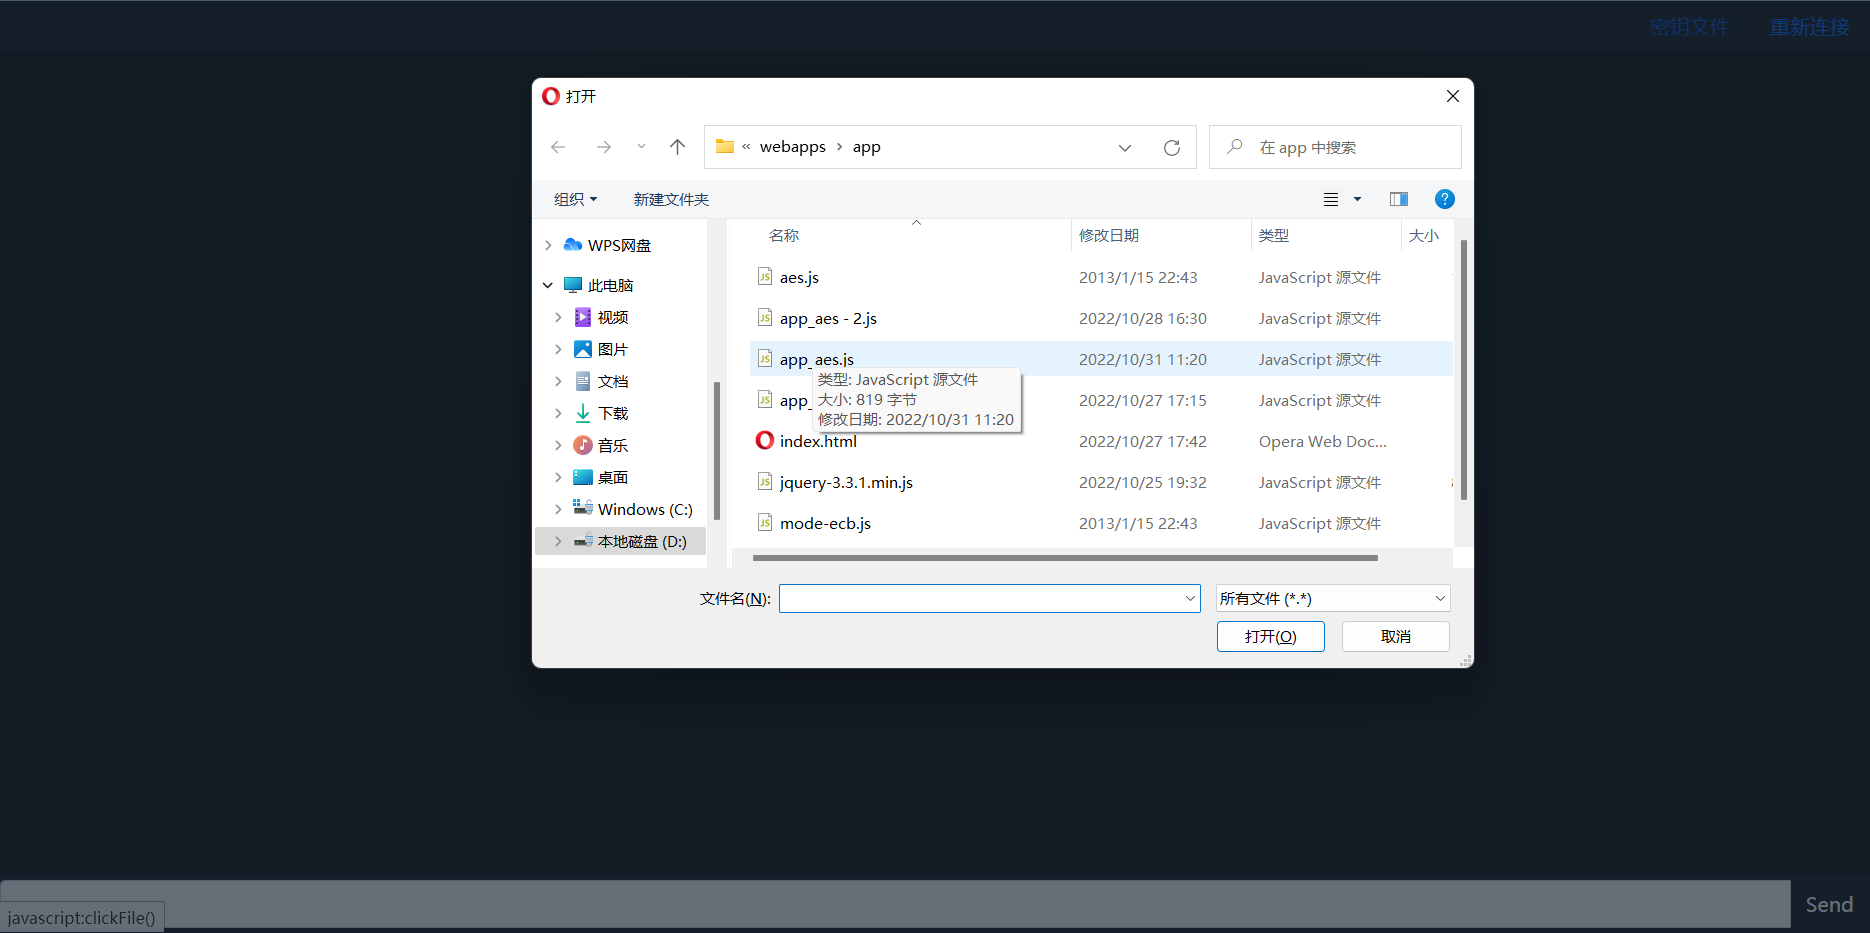 密钥文件 重新连接
打开
« webapps › app
在 app 中搜索
组织 新建文件夹
?
名称 修改日期 类型 大小
WPS网盘
此电脑
视频
图片
文档
下载
音乐
桌面
Windows (C:)
本地磁盘 (D:)
aes.js 2013/1/15 22:43 JavaScript 源文件
app_aes - 2.js 2022/10/28 16:30 JavaScript 源文件
app_aes.js 2022/10/31 11:20 JavaScript 源文件
app_ 2022/10/27 17:15 JavaScript 源文件
index.html 2022/10/27 17:42 Opera Web Doc...
jquery-3.3.1.min.js 2022/10/25 19:32 JavaScript 源文件
mode-ecb.js 2013/1/15 22:43 JavaScript 源文件
类型: JavaScript 源文件
大小: 819 字节
修改日期: 2022/10/31 11:20
文件名(N):
所有文件 (*.*)
打开(O) 取消
Send
javascript:clickFile()